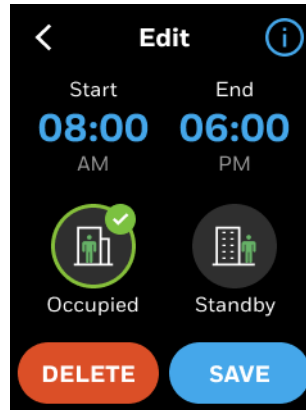 Edit
Start End
08:00 06:00
AM PM
Occupied Standby
DELETE SAVE